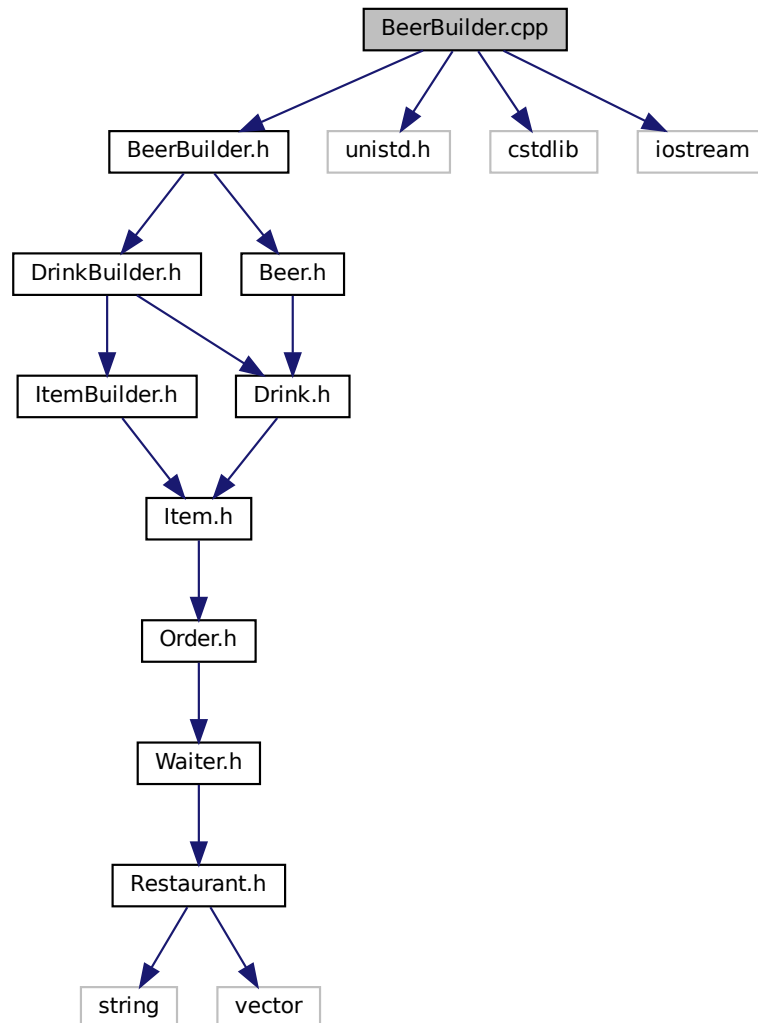 BeerBuilder.cpp
BeerBuilder.h
unistd.h
cstdlib
iostream
DrinkBuilder.h
Beer.h
ItemBuilder.h
Drink.h
Item.h
Order.h
Waiter.h
Restaurant.h
string
vector